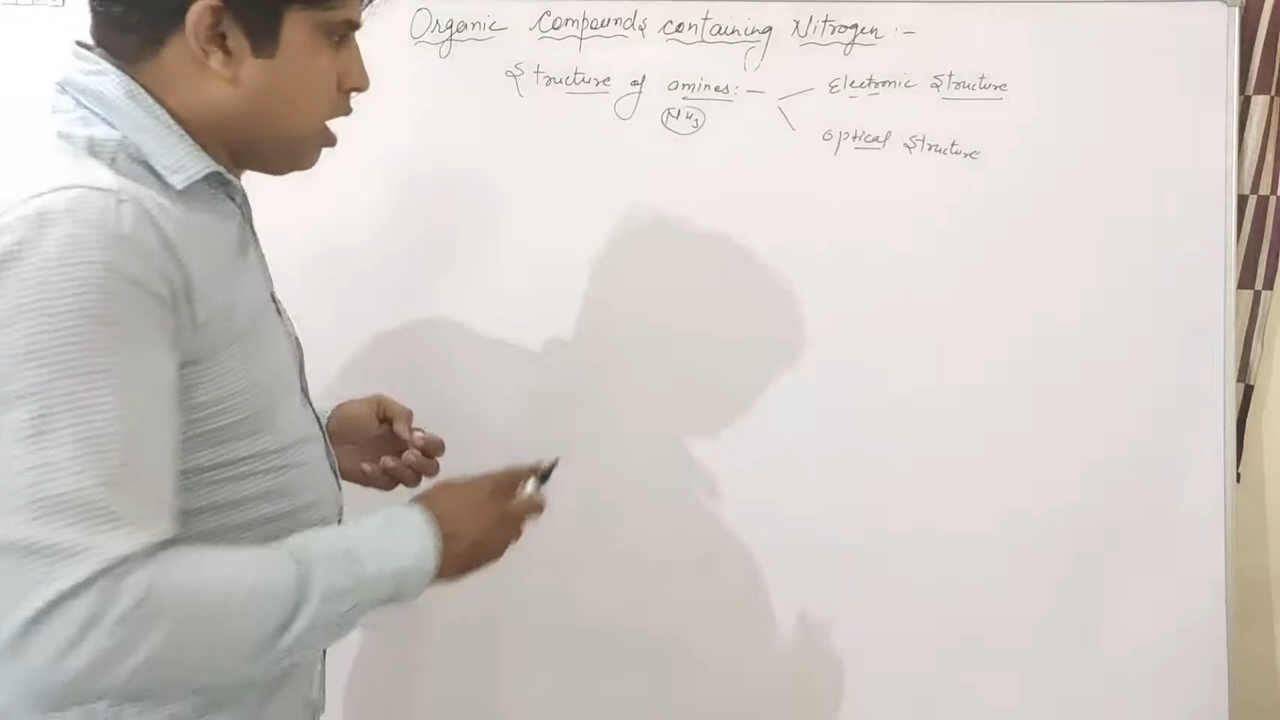 Organic Compounds containing Nitrogen :-
Structure of amines :- Electronic Structure
NH3
Optical Structure